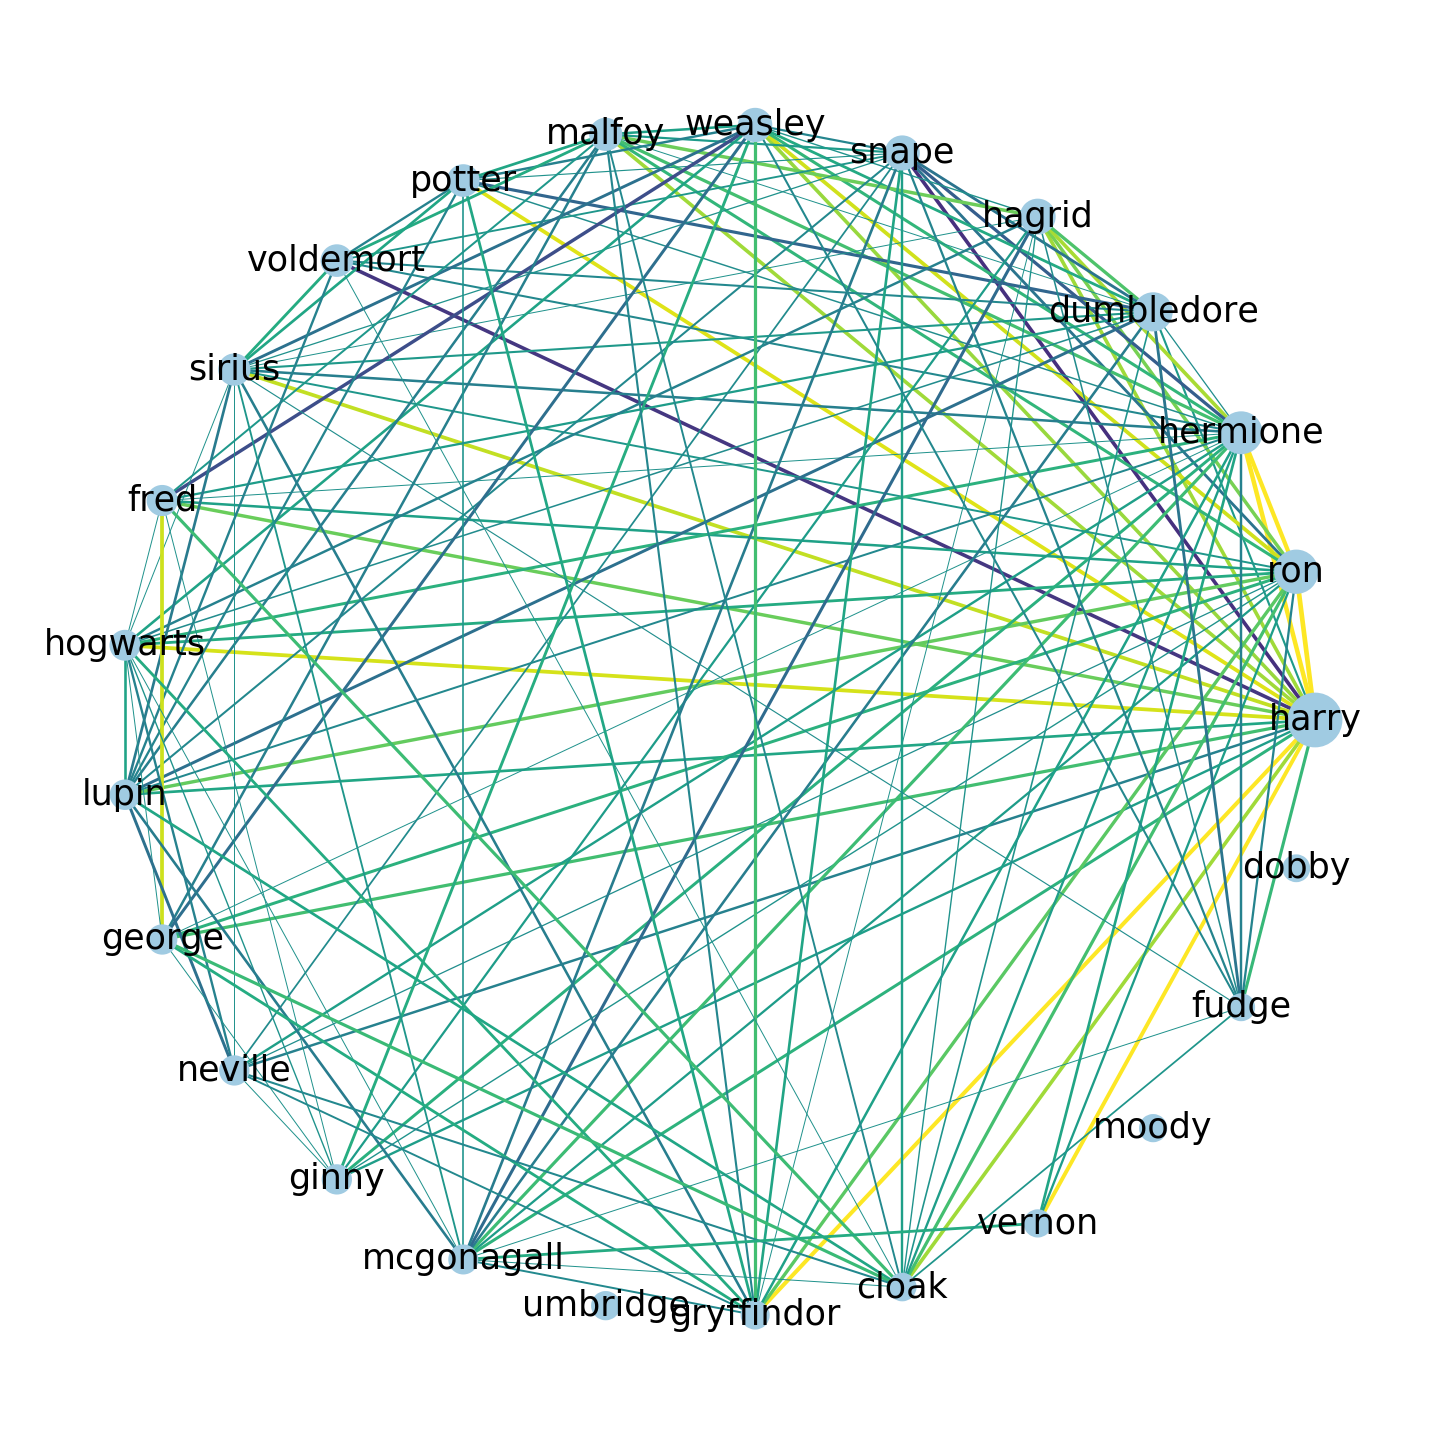 weasley
malfoy
snape
potter
hagrid
voldemort
dumbledore
sirius
hermione
fred
ron
hogwarts
harry
lupin
dobby
george
fudge
neville
moody
ginny
vernon
mcgonagall
cloak
umbridge
gryffindor